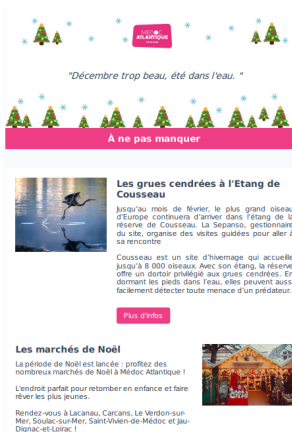 MEDOC
ATLANTIQUE
"Décembre trop beau, été dans l'eau. "
À ne pas manquer
Les grues cendrées à l'Etang de
Cousseau
Jusqu'au mois de février, le plus grand oiseau
d'Europe continuera d'arriver dans l'étang de la
réserve de Cousseau. La Sepanso, gestionnaire
du site, organise des visites guidées pour aller à
sa rencontre
Cousseau est un site d'hivernage qui accueille
jusqu'à 8 000 oiseaux. Avec son étang, la réserve
offre un dortoir privilégié aux grues cendrées. En
dormant les pieds dans l'eau, elles peuvent aussi
facilement détecter toute menace d'un prédateur.
Plus d'infos
Les marchés de Noël
La période de Noël est lancée : profitez des
nombreux marchés de Noël à Médoc Atlantique !
L'endroit parfait pour retomber en enfance et faire
rêver les plus jeunes.
Rendez-vous à Lacanau, Carcans, Le Verdon-sur-
Mer, Soulac-sur-Mer, Saint-Vivien-de-Médoc et Jau-
Dignac-et-Loirac !